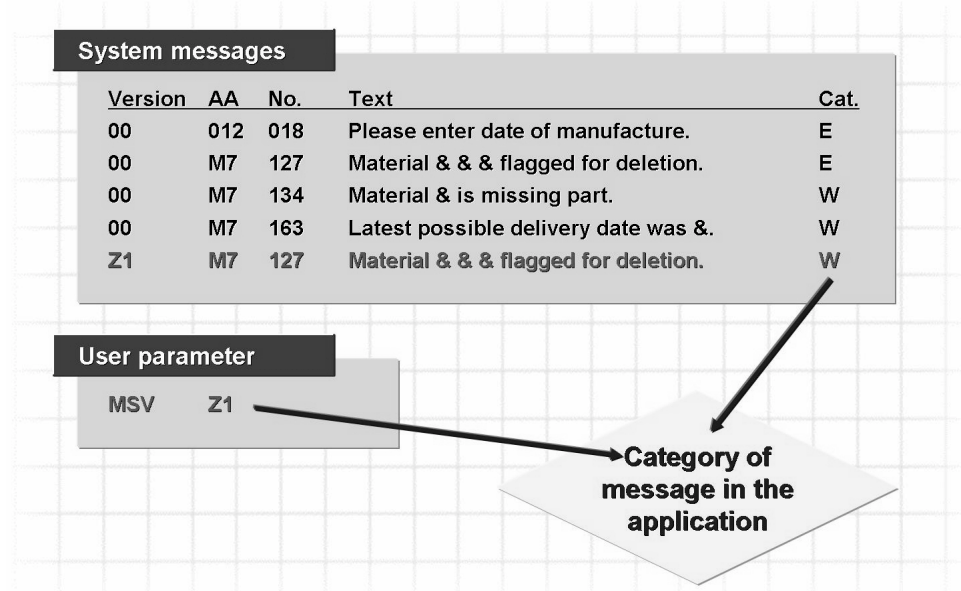 System messages
Version AA No. Text Cat.
00 012 018 Please enter date of manufacture. E
00 M7 127 Material & & & flagged for deletion. E
00 M7 134 Material & is missing part. W
00 M7 163 Latest possible delivery date was &. W
Z1 M7 127 Material & & & flagged for deletion. W
User parameter
MSV Z1
Category of
message in the
application